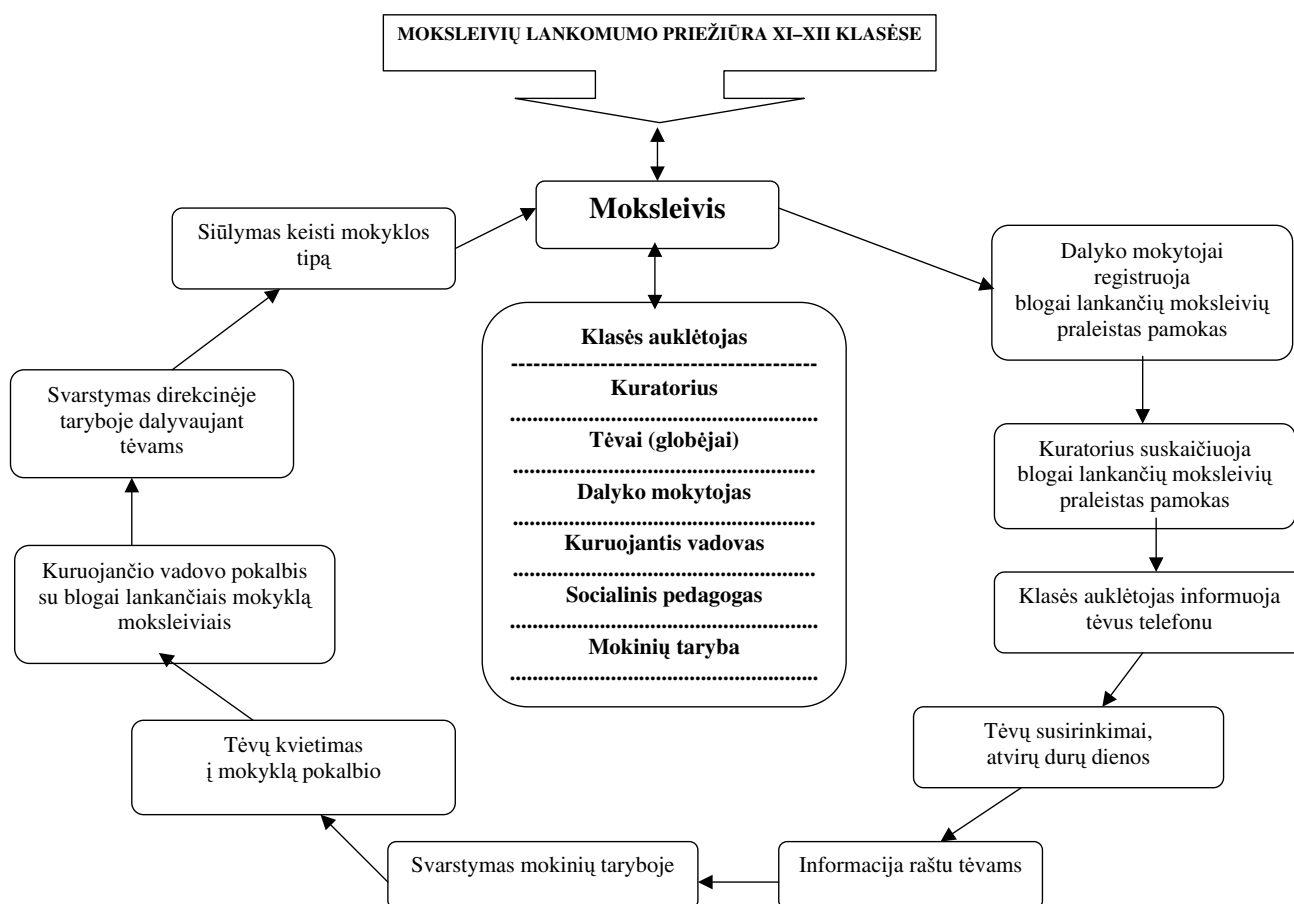 MOKSLEIVIŲ LANKOMUMO PRIEŽIŪRA XI–XII KLASĖSE
Moksleivis
Siūlymas keisti mokyklos
tipą
Dalyko mokytojai
registruoja
blogai lankančių moksleivių
praleistas pamokas
Klasės auklėtojas
Kuratorius
Tėvai (globėjai)
Dalyko mokytojas
Kuruojantis vadovas
Socialinis pedagogas
Mokinių taryba
Svarstymas direkcinėje
taryboje dalyvaujant
tėvams
Kuratorius suskaičiuoja
blogai lankančių moksleivių
praleistas pamokas
Kuruojančio vadovo pokalbis
su blogai lankančiais mokyklą
moksleiviais
Klasės auklėtojas informuoja
tėvus telefonu
Tėvų kvietimas
į mokyklą pokalbio
Tėvų susirinkimai,
atvirų durų dienos
Svarstymas mokinių taryboje
Informacija raštu tėvams